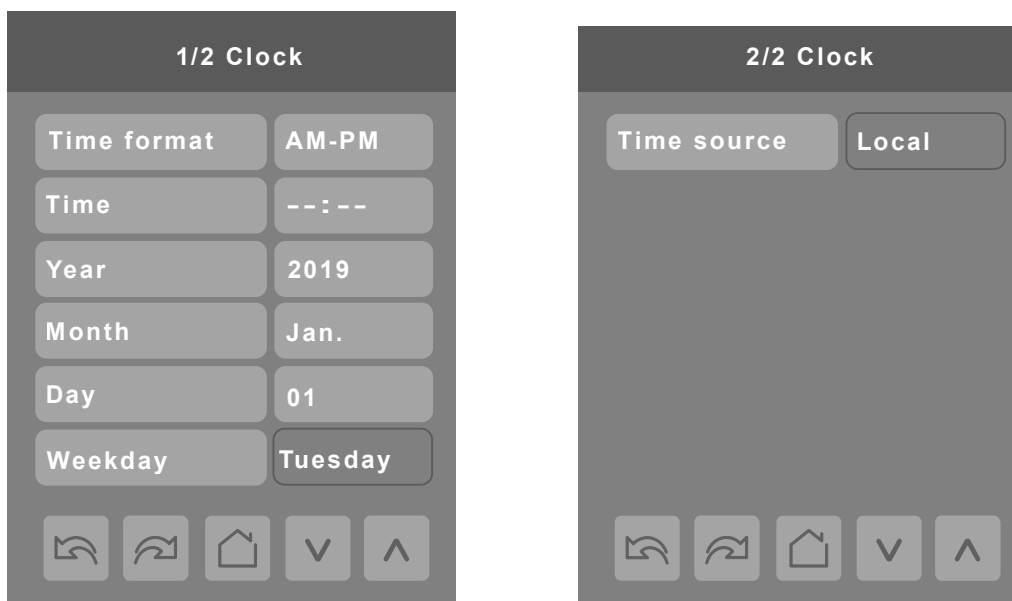 1/2 Clock
Time format AM-PM
Time --:--
Year 2019
Month Jan.
Day 01
Weekday Tuesday
2/2 Clock
Time source Local